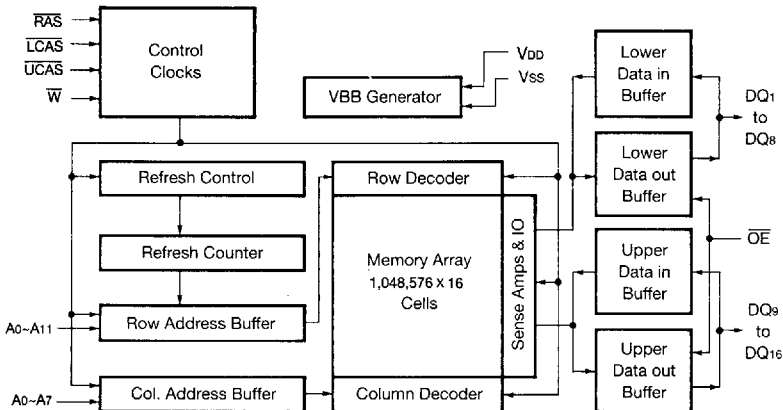 RAS
LCAS
UCAS
W
Control
Clocks
VBB Generator
VDD
VSS
Lower
Data in
Buffer
DQ1
to
DQ8
Lower
Data out
Buffer
Refresh Control
Row Decoder
Refresh Counter
Memory Array
1,048,576 X 16
Cells
Sense Amps & IO
OE
Upper
Data in
Buffer
A0~A11
Row Address Buffer
DQ9
to
DQ16
Upper
Data out
Buffer
A0~A7
Col. Address Buffer
Column Decoder